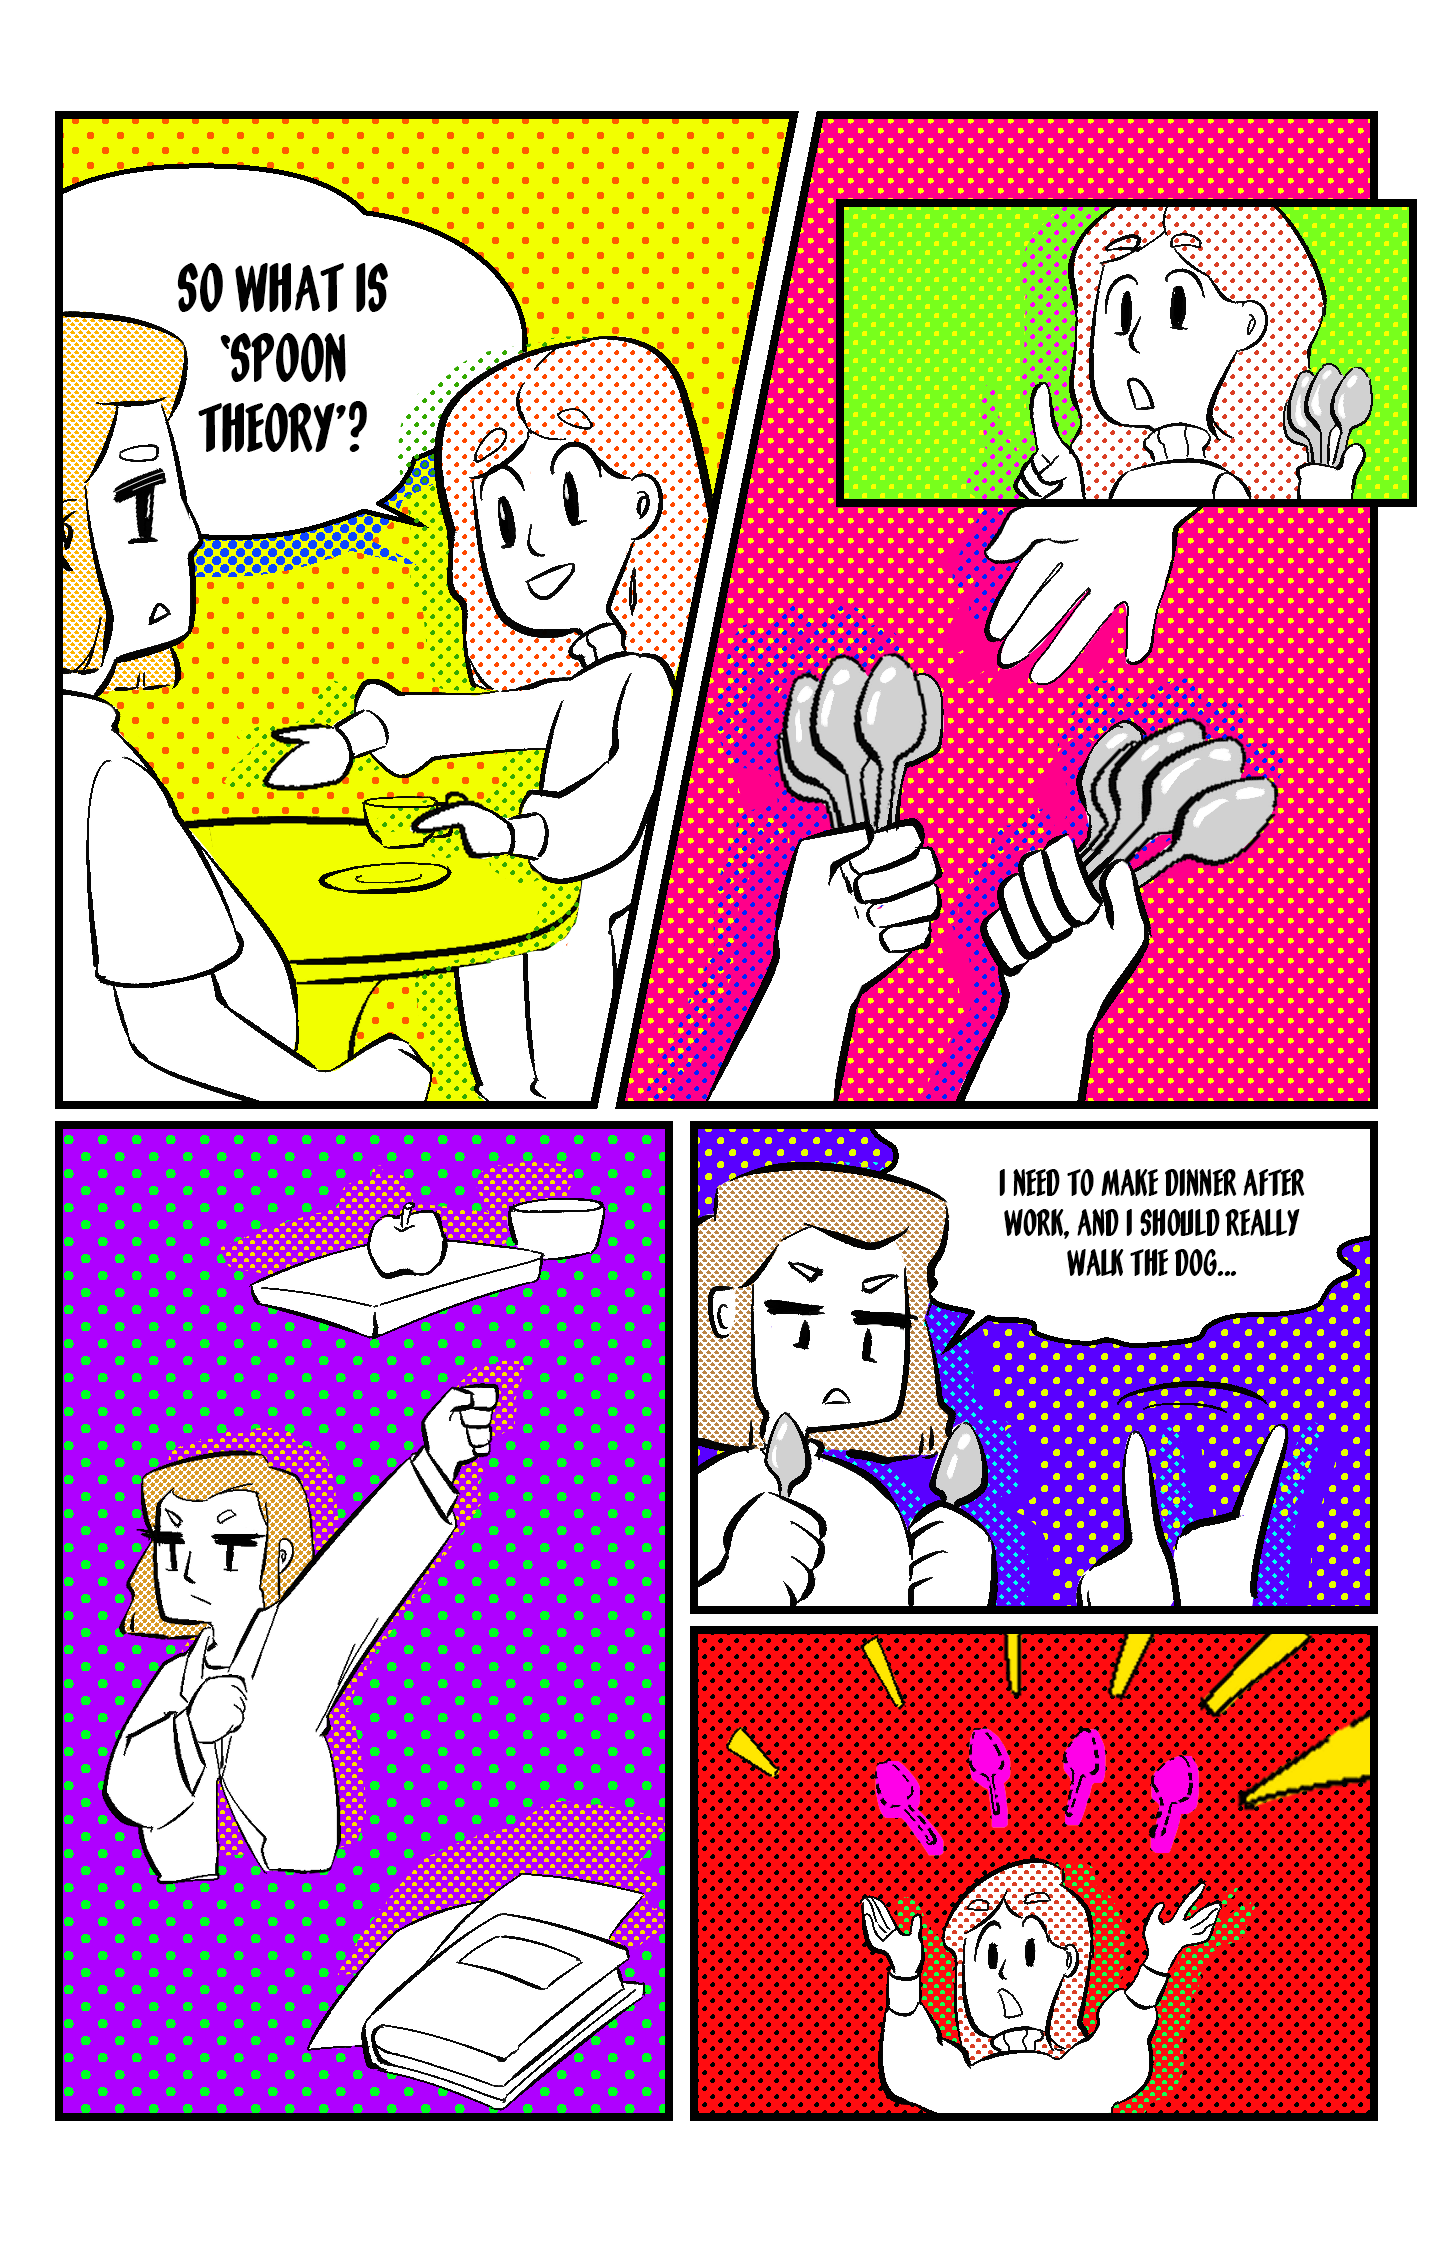 SO WHAT IS
'SPOON
THEORY'?
I NEED TO MAKE DINNER AFTER
WORK, AND I SHOULD REALLY
WALK THE DOG...